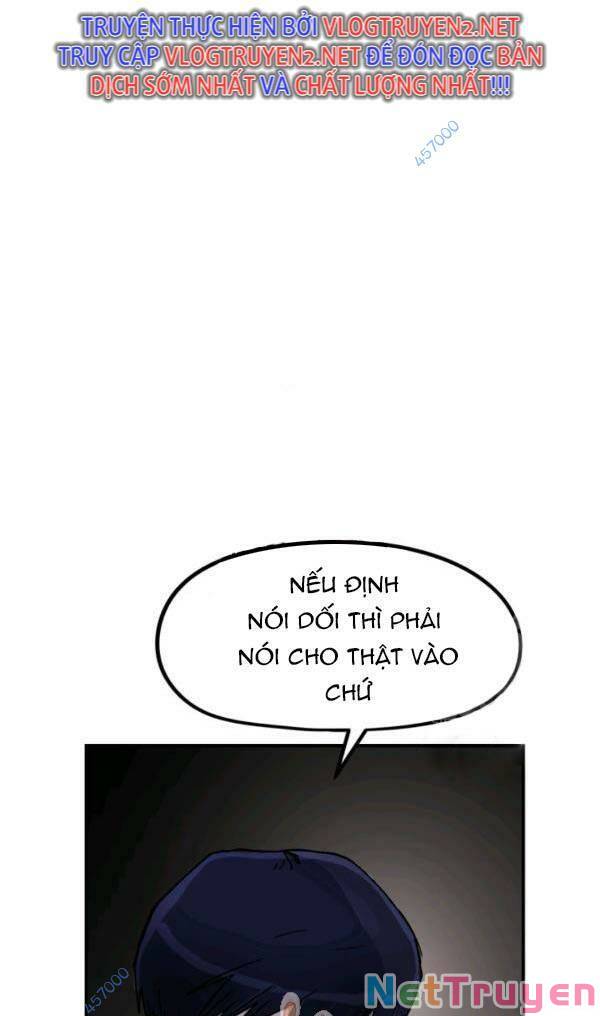 TRUYỆN THỰC HIỆN BỞI VLOGTRUYEN2.NET
TRUY CẬP VLOGTRUYEN2.NET ĐỂ ĐÓN ĐỌC BẢN
DỊCH SỚM NHẤT VÀ CHẤT LƯỢNG NHẤT!!!
457000
NẾU ĐỊNH
NÓI DỐI THÌ PHẢI
NÓI CHO THẬT VÀO
CHỨ
457000
NetTruyen